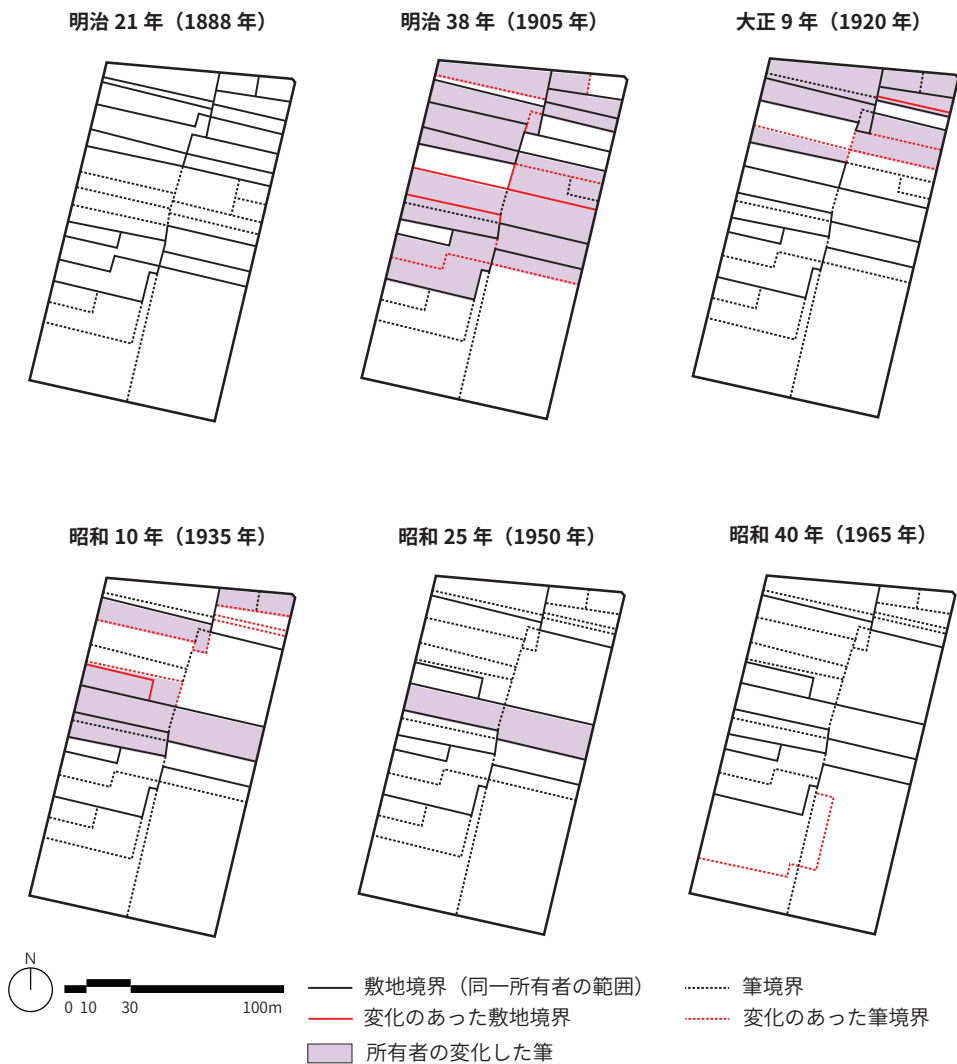 明治 21 年（1888 年）
明治 38 年（1905 年）
大正 9 年（1920 年）
昭和 10 年（1935 年）
昭和 25 年（1950 年）
昭和 40 年（1965 年）
N
0 10 30 100m
敷地境界（同一所有者の範囲）
筆境界
変化のあった敷地境界
変化のあった筆境界
所有者の変化した筆